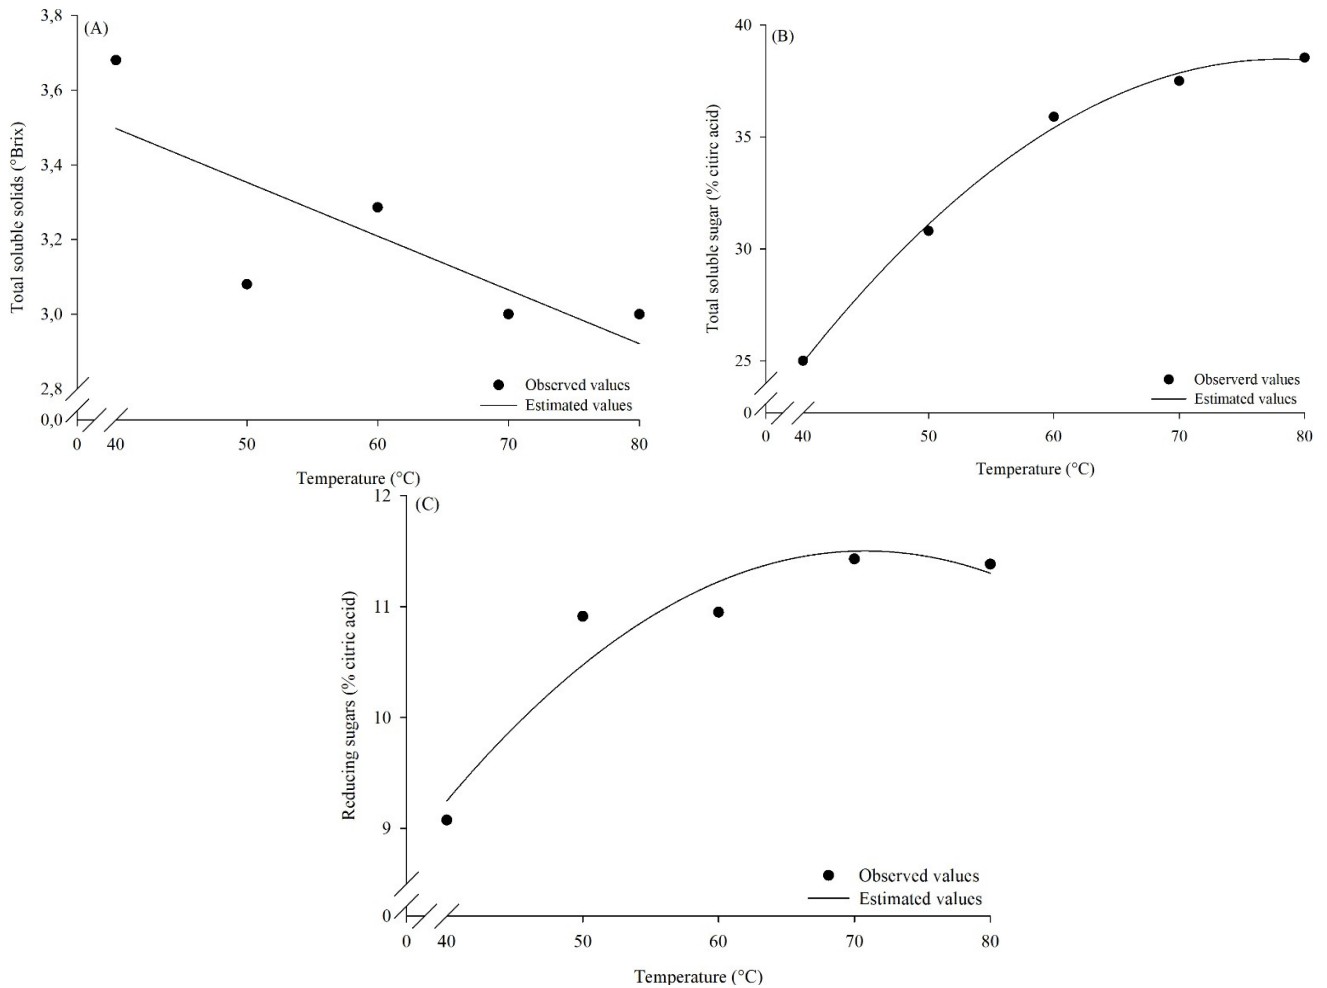 (A)
Total soluble solids (°Brix)
3,8
3,6
3,4
3,2
3,0
2,8
0,0
Observed values
Estimated values
0 40 50 60 70 80
Temperature (°C)
(B)
Total soluble sugar (% citirc acid)
40
35
30
25
0
Observerd values
Estimated values
0 40 50 60 70 80
Temperature (°C)
(C)
Reducing sugars (% citric acid)
12
11
10
9
0
Observed values
Estimated values
0 40 50 60 70 80
Temperature (°C)